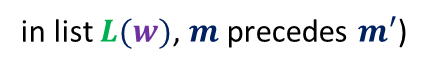 in list L(w), m precedes m′)